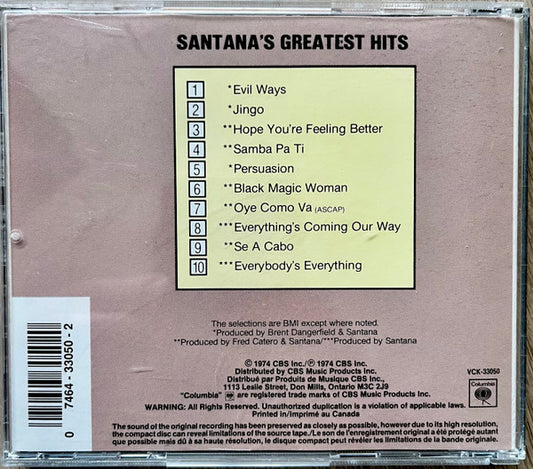 SANTANA'S GREATEST HITS
1 *Evil Ways
2 *Jingo
3 **Hope You're Feeling Better
4 **Samba Pa Ti
5 *Persuasion
6 **Black Magic Woman
7 **Oye Como Va (ASCAP)
8 ***Everything's Coming Our Way
9 **Se A Cabo
10 ***Everybody's Everything
The selections are BMI except where noted.
*Produced by Brent Dangerfield & Santana
**Produced by Fred Catero & Santana/***Produced by Santana
© 1974 CBS Inc./℗ 1974 CBS Inc.
Distributed by CBS Music Products Inc.
Distribué par Produits de Musique CBS Inc.
1113 Leslie Street, Don Mills, Ontario M3C 2J9
"Columbia" are registered trade marks of CBS Music Products Inc.
VCK-33050
Columbia
WARNING: All Rights Reserved. Unauthorized duplication is a violation of applicable laws.
Printed in/Imprimé au Canada
The sound of the original recording has been preserved as closely as possible, however due to its high resolution,
the compact disc can reveal limitations of the source tape./Le son de l'enregistrement original a été préservé autant
que possible mais dû à sa haute résolution, le disque compact peut révéler les limitations de la bande originale.
0 7464-33050-2